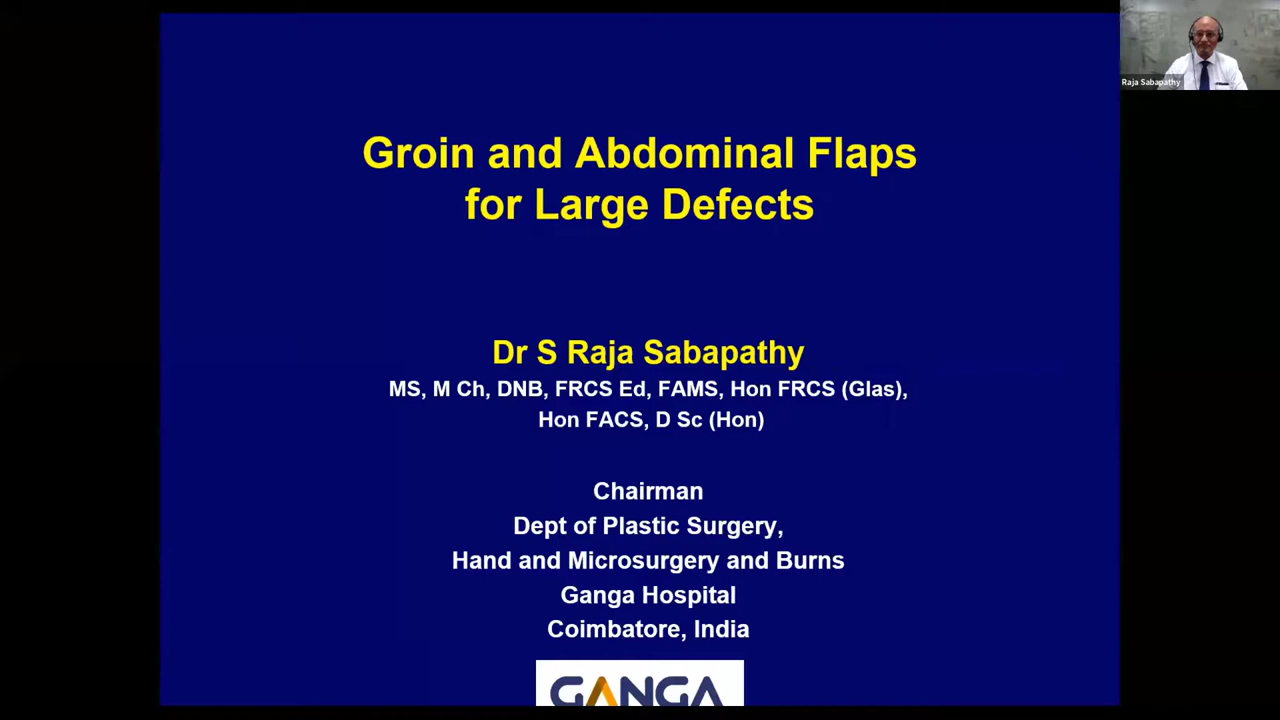 Groin and Abdominal Flaps
for Large Defects
Dr S Raja Sabapathy
MS, M Ch, DNB, FRCS Ed, FAMS, Hon FRCS (Glas),
Hon FACS, D Sc (Hon)
Chairman
Dept of Plastic Surgery,
Hand and Microsurgery and Burns
Ganga Hospital
Coimbatore, India
GANGA
Raja Sabapathy